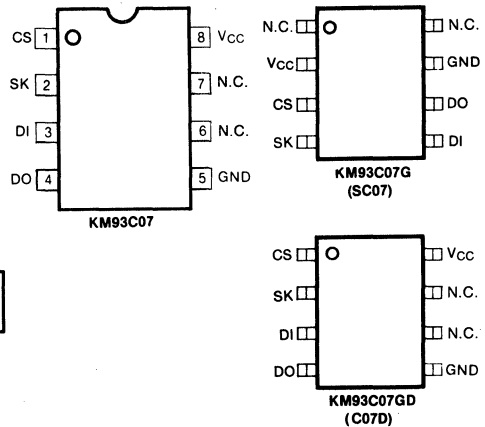 CS 1 8 VCC
SK 2 7 N.C.
DI 3 6 N.C.
DO 4 5 GND
KM93C07
N.C. N.C.
VCC GND
CS DO
SK DI
KM93C07G
(SC07)
CS VCC
SK N.C.
DI N.C.
DO GND
KM93C07GD
(C07D)